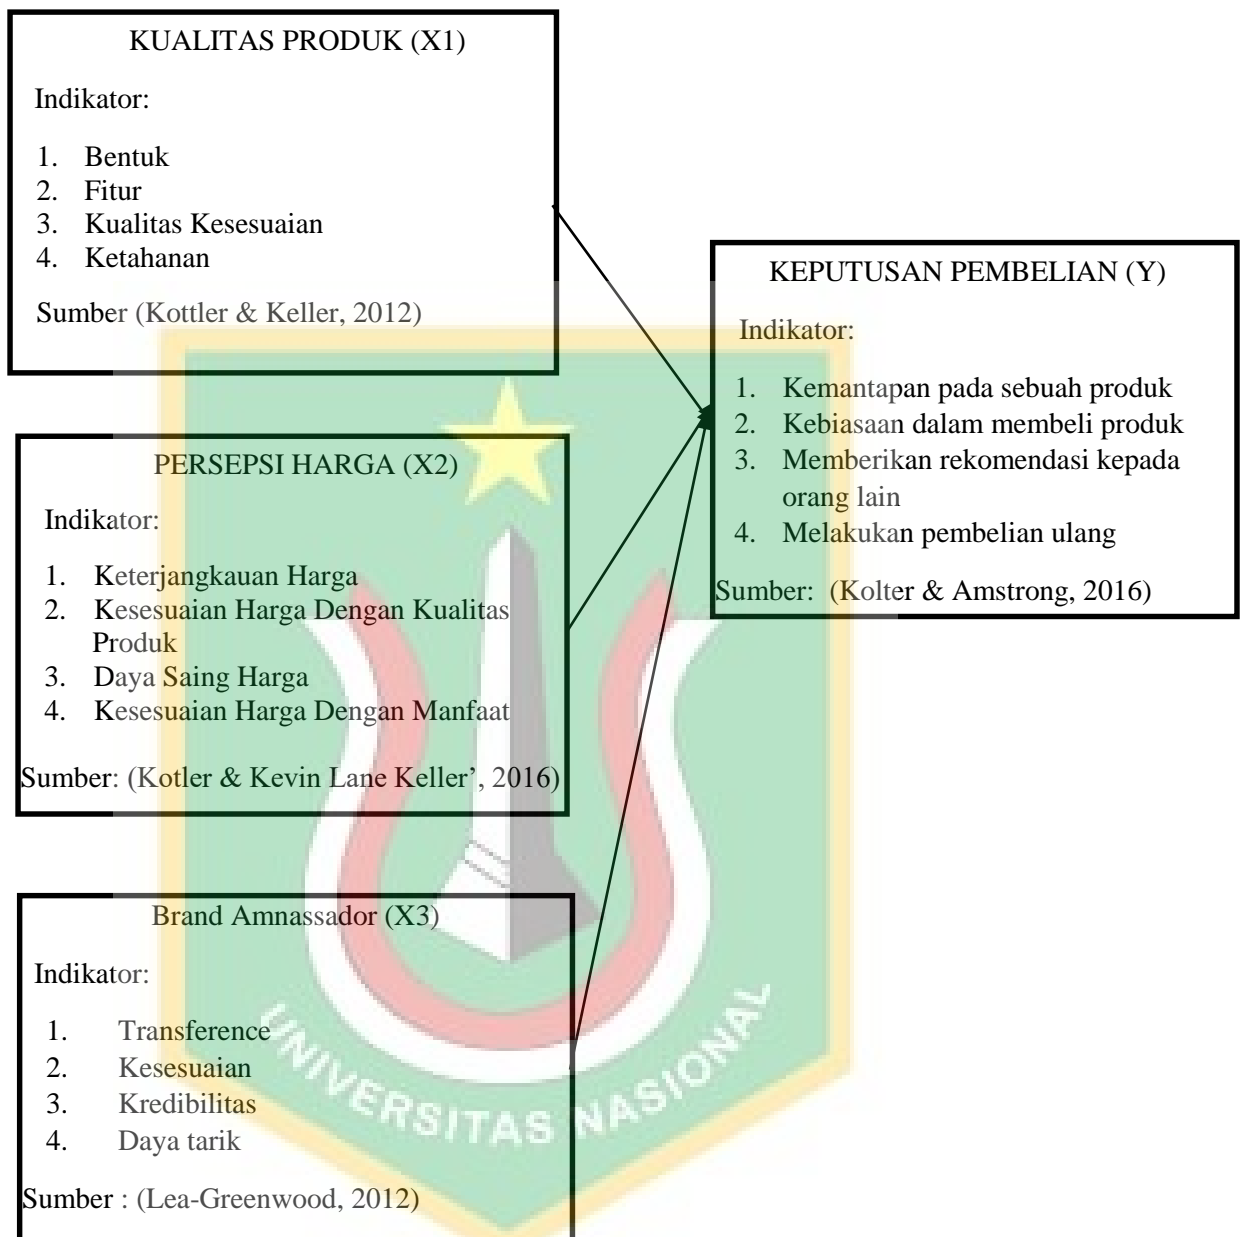 KUALITAS PRODUK (X1)
Indikator:
1. Bentuk
2. Fitur
3. Kualitas Kesesuaian
4. Ketahanan
Sumber (Kottler & Keller, 2012)
PERSEPSI HARGA (X2)
Indikator:
1. Keterjangkauan Harga
2. Kesesuaian Harga Dengan Kualitas
Produk
3. Daya Saing Harga
4. Kesesuaian Harga Dengan Manfaat
Sumber: (Kotler & Kevin Lane Keller’, 2016)
Brand Amnassador (X3)
Indikator:
1. Transference
2. Kesesuaian
3. Kredibilitas
4. Daya tarik
Sumber : (Lea-Greenwood, 2012)
KEPUTUSAN PEMBELIAN (Y)
Indikator:
1. Kemantapan pada sebuah produk
2. Kebiasaan dalam membeli produk
3. Memberikan rekomendasi kepada
orang lain
4. Melakukan pembelian ulang
Sumber: (Kolter & Amstrong, 2016)
UNIVERSITAS NASIONAL